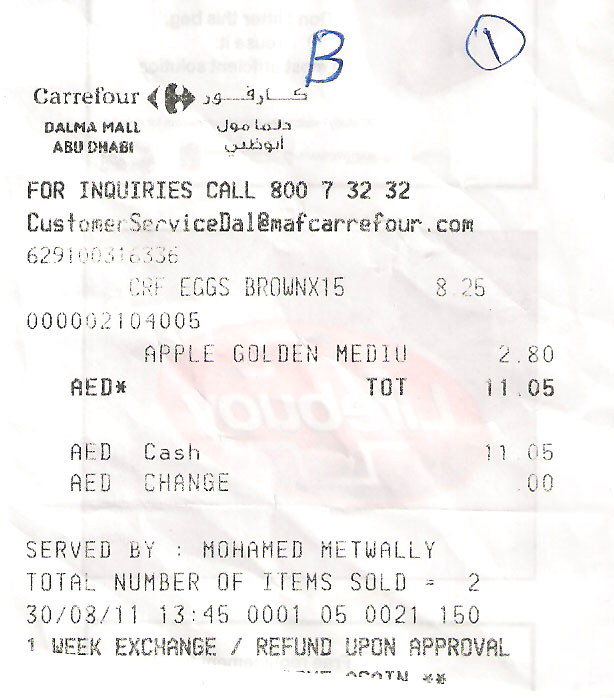 B 1
Carrefour كارفور
DALMA MALL دلما مول
ABU DHABI أبوظبي
FOR INQUIRIES CALL 800 7 32 32
CustomerServiceDal@mafcarrefour.com
629100316336
CRF EGGS BROWNX15 8.25
000002104005
APPLE GOLDEN MEDIU 2.80
AED* TOT 11.05
AED Cash 11.05
AED CHANGE .00
SERVED BY : MOHAMED METWALLY
TOTAL NUMBER OF ITEMS SOLD = 2
30/08/11 13:45 0001 05 0021 150
1 WEEK EXCHANGE / REFUND UPON APPROVAL
AGAIN **